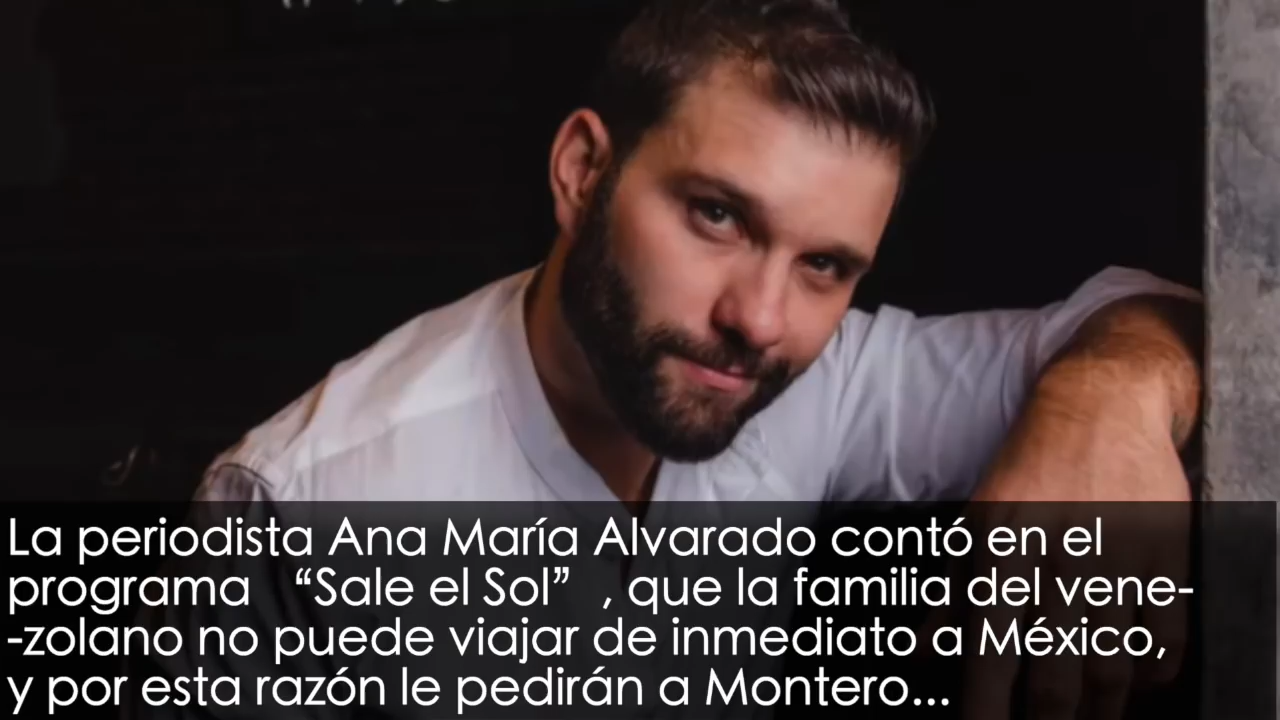 La periodista Ana María Alvarado contó en el
programa “Sale el Sol” , que la familia del vene-
-zolano no puede viajar de inmediato a México,
y por esta razón le pedirán a Montero...